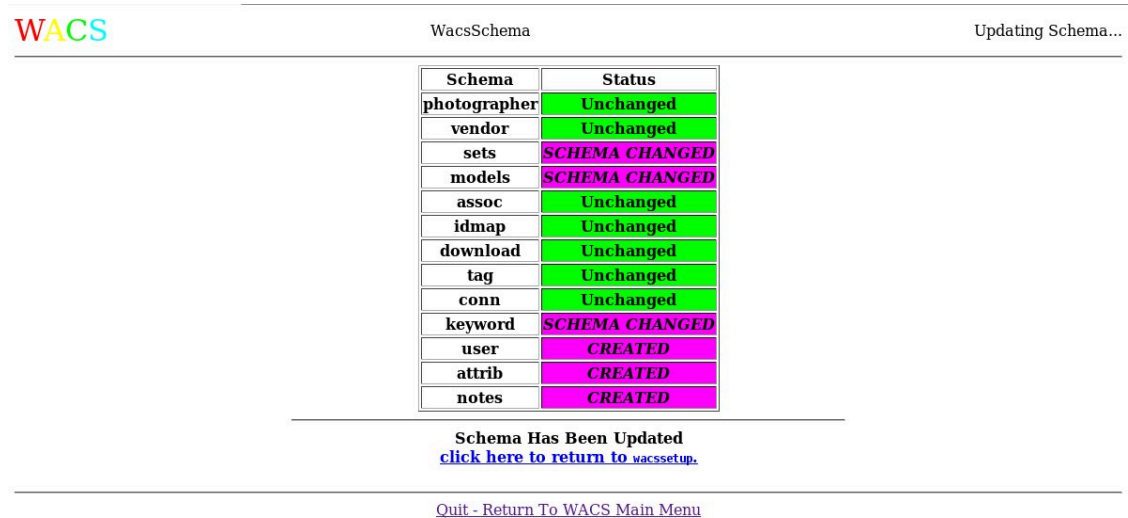 WACS WacsSchema Updating Schema...
Schema Status
photographer Unchanged
vendor Unchanged
sets SCHEMA CHANGED
models SCHEMA CHANGED
assoc Unchanged
idmap Unchanged
download Unchanged
tag Unchanged
conn Unchanged
keyword SCHEMA CHANGED
user CREATED
attrib CREATED
notes CREATED
Schema Has Been Updated
click here to return to wacssetup.
Quit - Return To WACS Main Menu